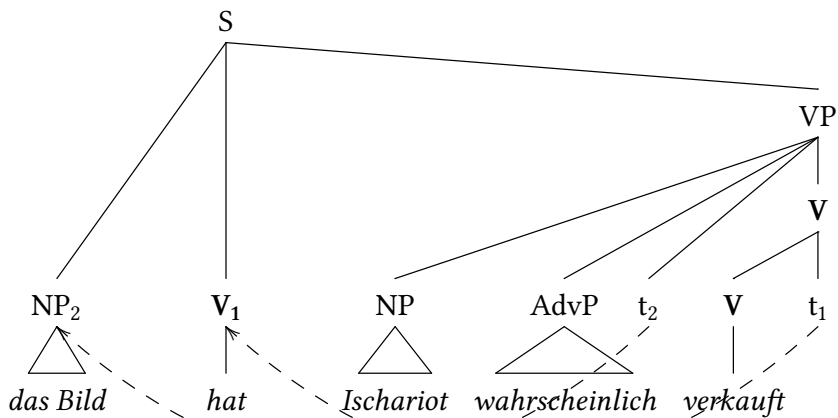 S
VP
V
NP₂ V₁ NP AdvP t₂ V t₁
das Bild hat Ischariot wahrscheinlich verkauft